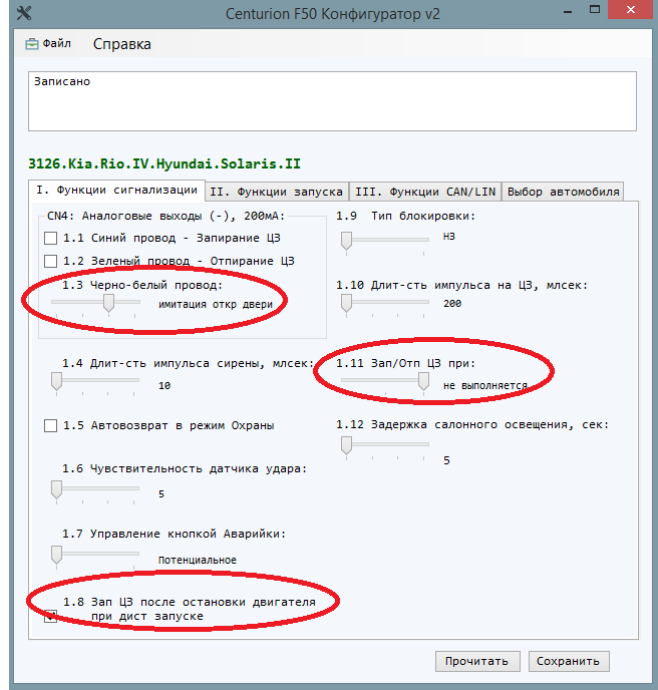 Centurion F50 Конфигуратор v2
Файл Справка
Записано
3126.Kia.Rio.IV.Hyundai.Solaris.II
I. Функции сигнализации II. Функции запуска III. Функции CAN/LIN Выбор автомобиля
CN4: Аналоговые выходы (-), 200мА:
1.1 Синий провод - Запирание ЦЗ
1.2 Зеленый провод - Отпирание ЦЗ
1.3 Черно-белый провод:
имитация откр двери
1.4 Длит-сть импульса сирены, млсек:
10
1.5 Автовозврат в режим Охраны
1.6 Чувствительность датчика удара:
5
1.7 Управление кнопкой Аварийки:
Потенциальное
1.8 Зап ЦЗ после остановки двигателя
при дист запуске
1.9 Тип блокировки:
НЗ
1.10 Длит-сть импульса на ЦЗ, млсек:
200
1.11 Зап/Отп ЦЗ при:
не выполняется
1.12 Задержка салонного освещения, сек:
5
Прочитать Сохранить